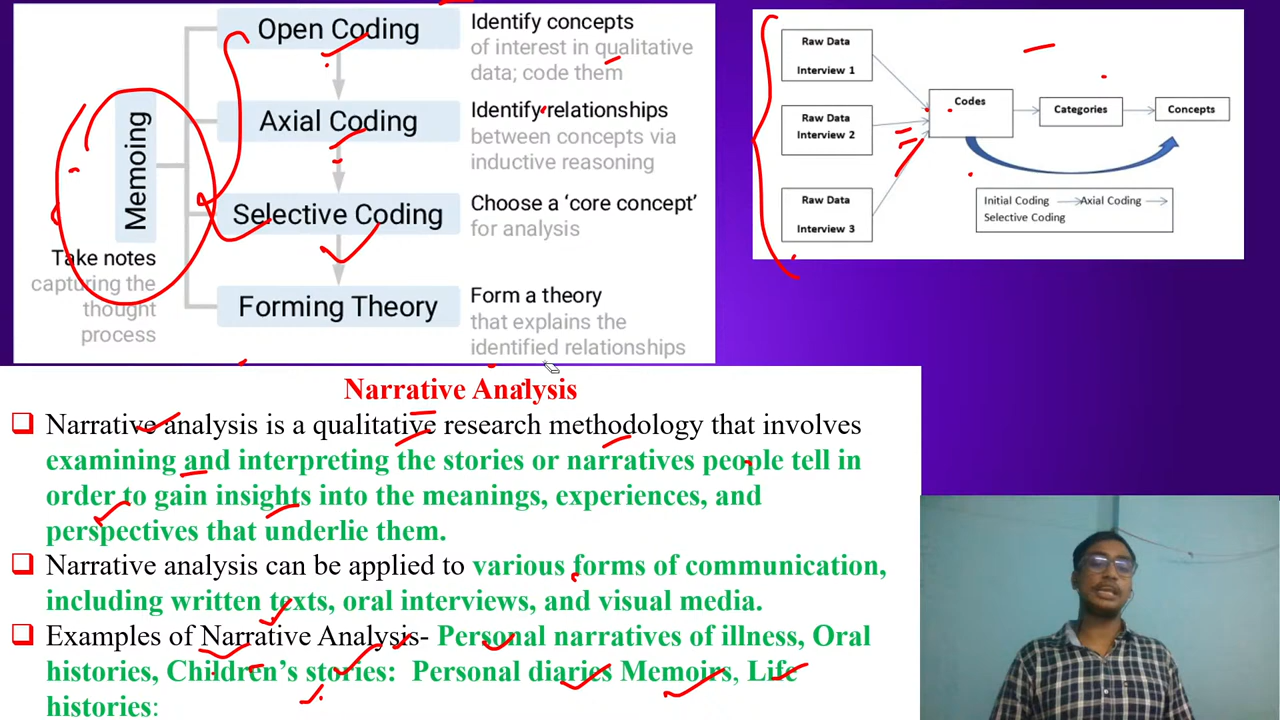 Open Coding
Identify concepts
of interest in qualitative
data; code them
Axial Coding
Identify relationships
between concepts via
inductive reasoning
Memoing
Selective Coding
Choose a ‘core concept’
for analysis
Take notes
capturing the
thought
process
Forming Theory
Form a theory
that explains the
identified relationships
Raw Data
Interview 1
Raw Data
Interview 2
Raw Data
Interview 3
Codes
Categories
Concepts
Initial Coding Axial Coding
Selective Coding
Narrative Analysis
Narrative analysis is a qualitative research methodology that involves
examining and interpreting the stories or narratives people tell in
order to gain insights into the meanings, experiences, and
perspectives that underlie them.
Narrative analysis can be applied to various forms of communication,
including written texts, oral interviews, and visual media.
Examples of Narrative Analysis- Personal narratives of illness, Oral
histories, Children’s stories: Personal diaries Memoirs, Life
histories: